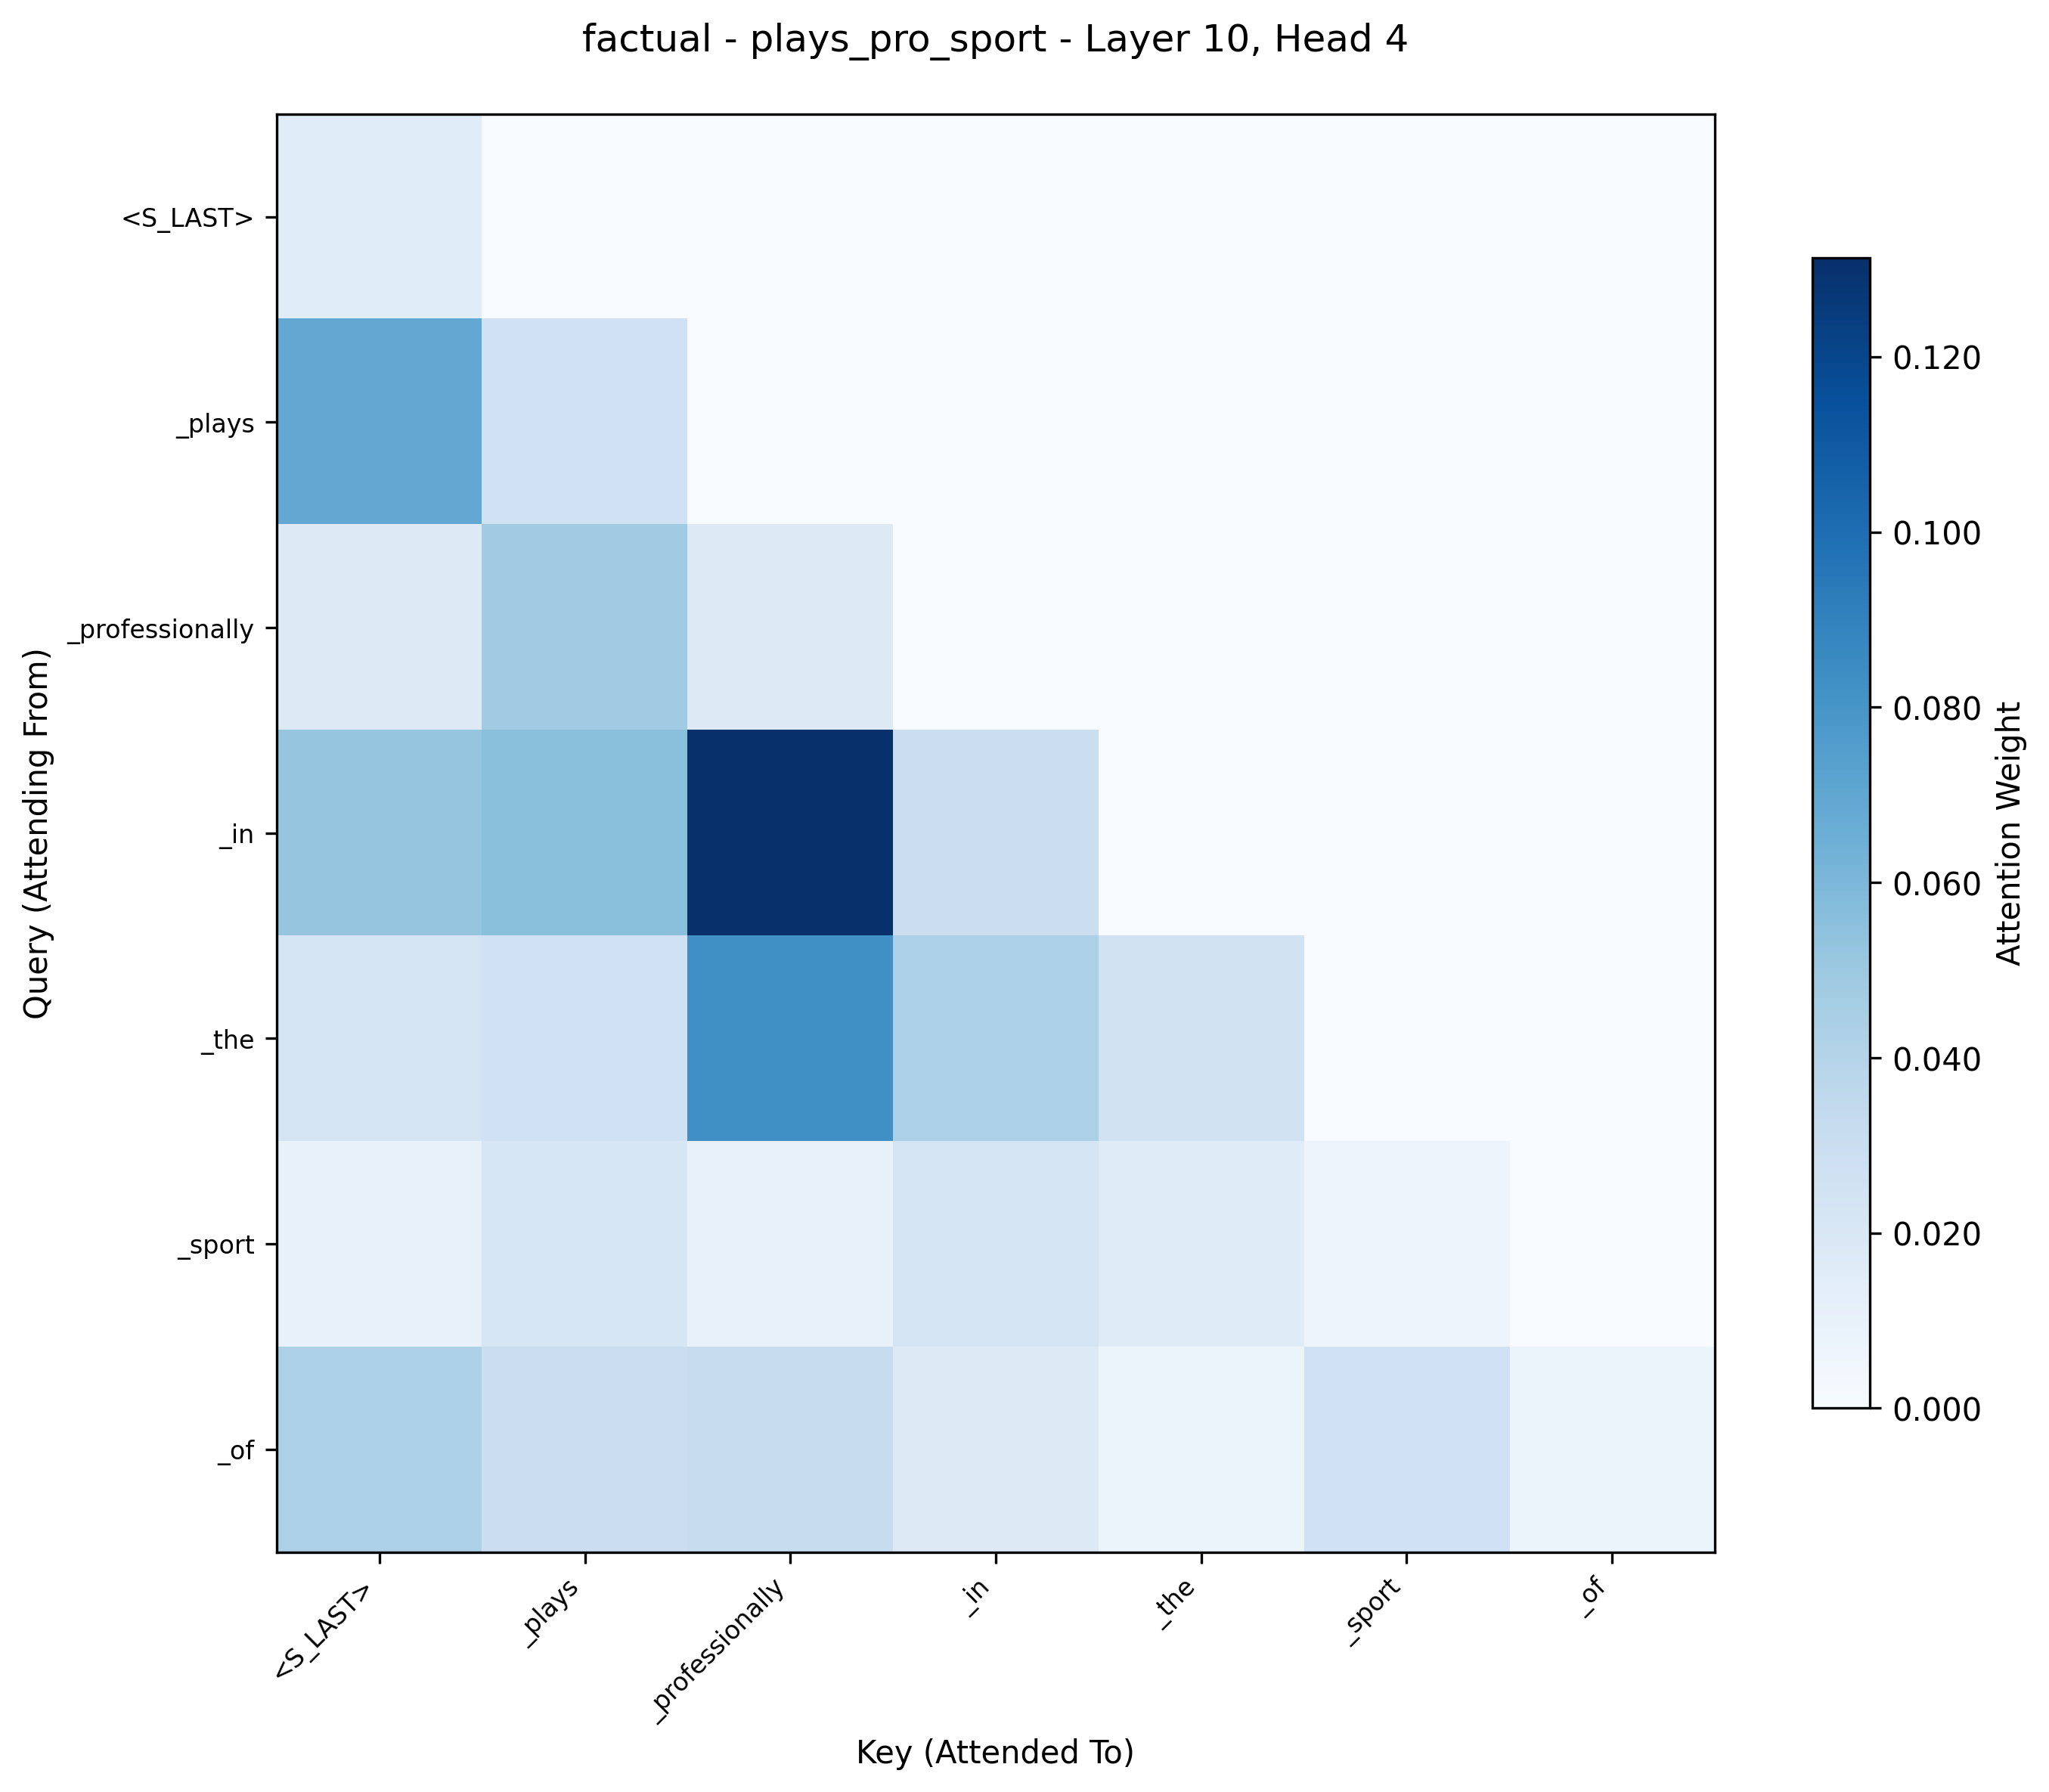 factual - plays_pro_sport - Layer 10, Head 4
Query (Attending From)
<S_LAST>
_plays
_professionally
_in
_the
_sport
_of
<S_LAST>
_plays
_professionally
_in
_the
_sport
_of
Key (Attended To)
0.120
0.100
0.080
0.060
0.040
0.020
0.000
Attention Weight